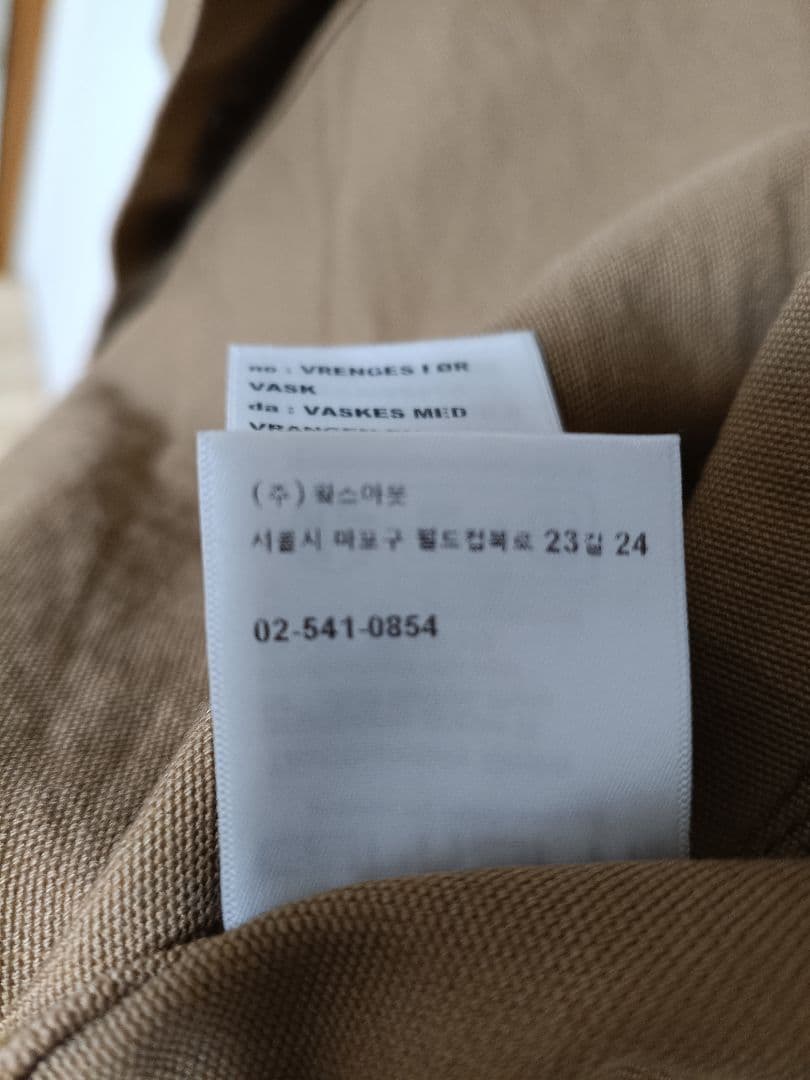 no : VRENGES FØR
VASK
da : VASKES MED
(주) 웍스아웃
서울시 마포구 월드컵북로 23길 24
02-541-0854